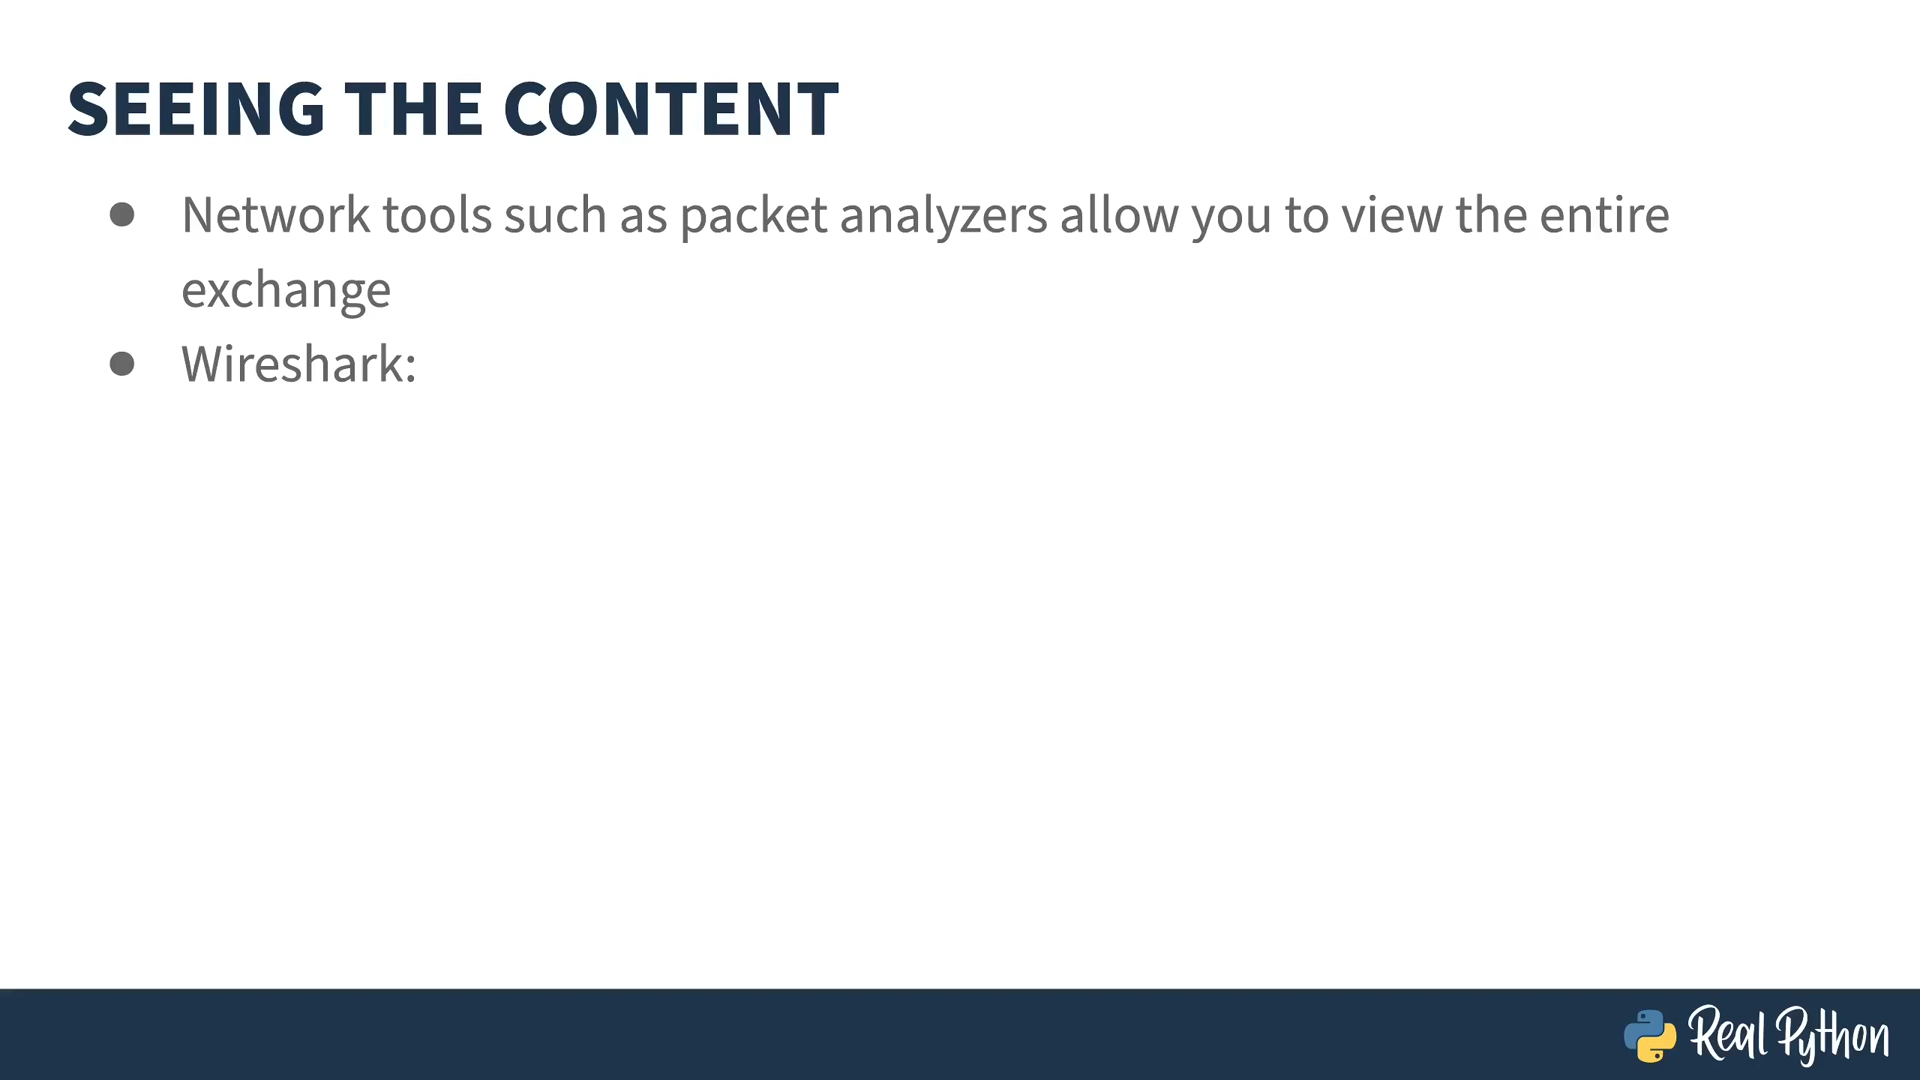 SEEING THE CONTENT
● Network tools such as packet analyzers allow you to view the entire
exchange
● Wireshark:
Real Python